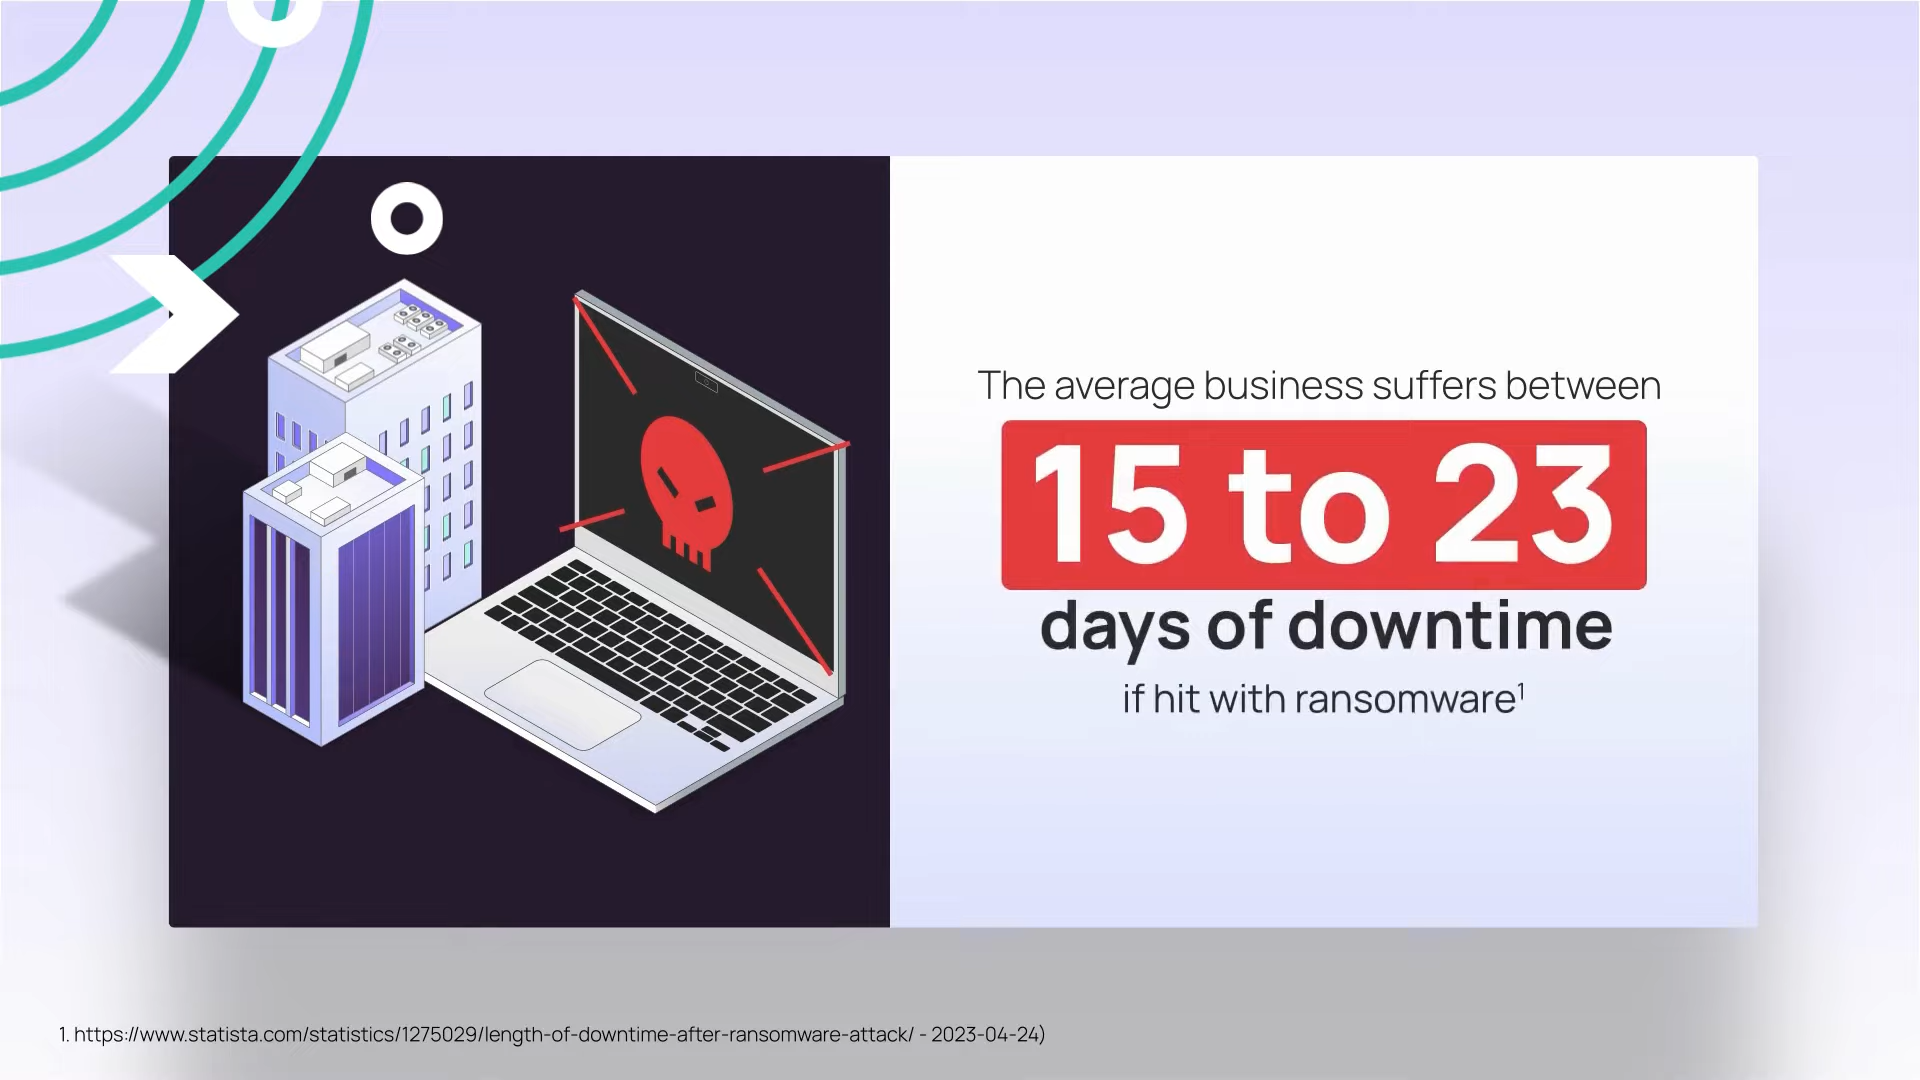 The average business suffers between
15 to 23
days of downtime
if hit with ransomware¹
1. https://www.statista.com/statistics/1275029/length-of-downtime-after-ransomware-attack/ - 2023-04-24)